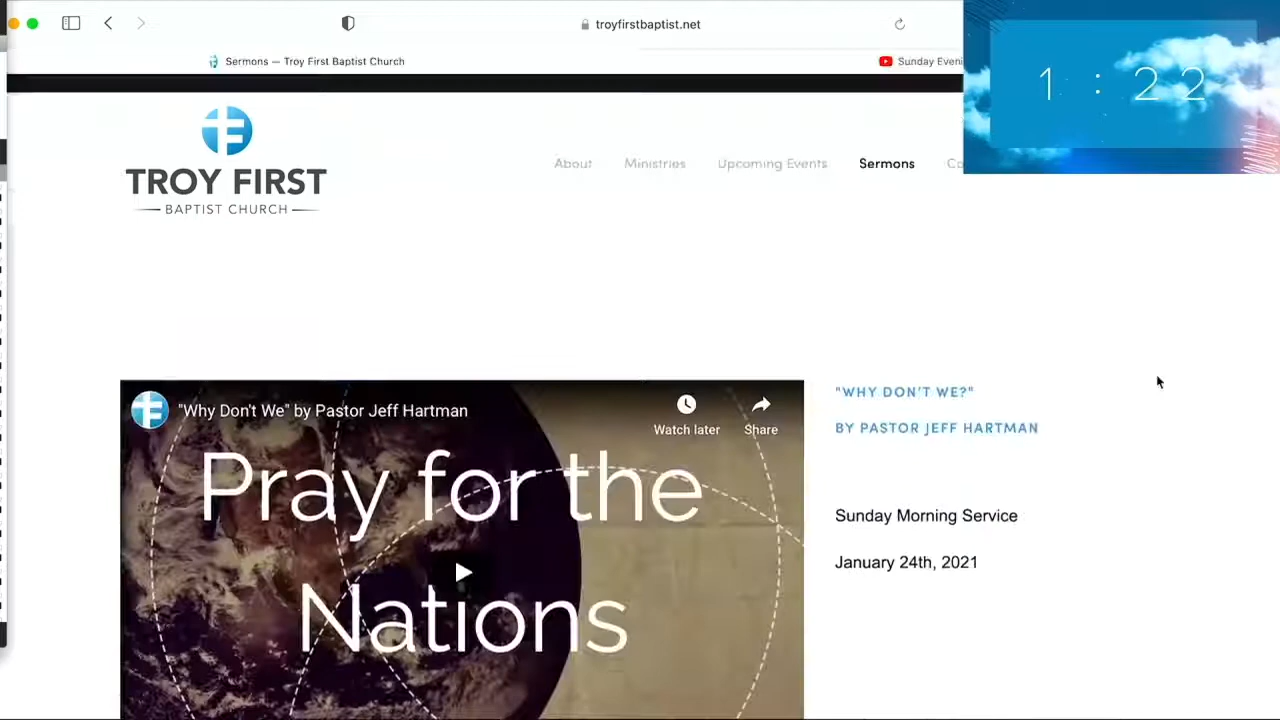 troyfirstbaptist.net
Sermons — Troy First Baptist Church
Sunday Eveni
1 : 22
TROY FIRST
BAPTIST CHURCH
About
Ministries
Upcoming Events
Sermons
Co
"Why Don't We" by Pastor Jeff Hartman
Watch later
Share
Pray for the
Nations
"WHY DON'T WE?"
BY PASTOR JEFF HARTMAN
Sunday Morning Service
January 24th, 2021